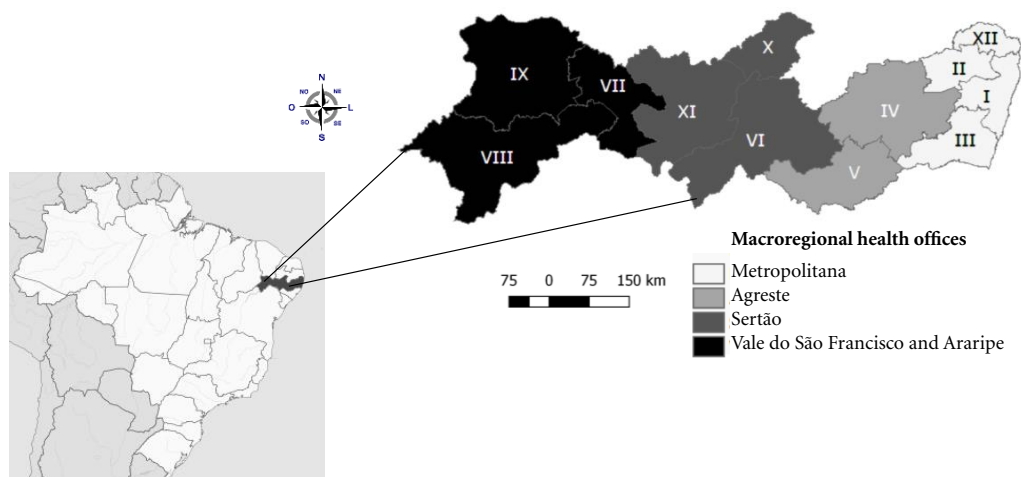 XII
X
IX
II
VII
I
IV
XI
VI
III
VIII
V
N
NO
NE
O
L
SO
SE
S
Macroregional health offices
Metropolitana
Agreste
Sertão
Vale do São Francisco and Araripe
75 0 75 150 km